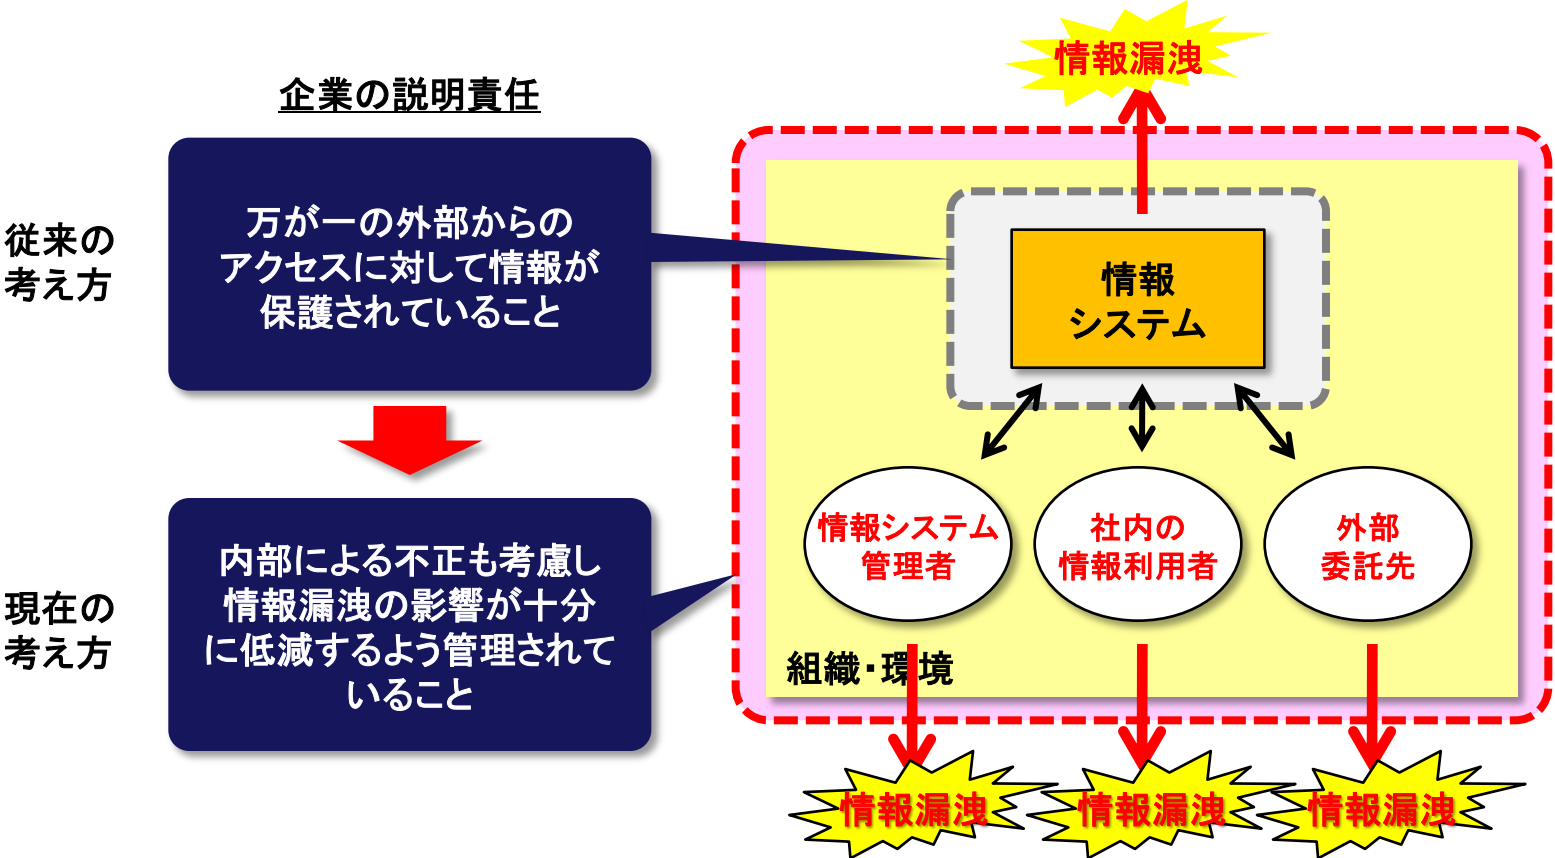 情報漏洩
企業の説明責任
従来の
考え方
万が一の外部からの
アクセスに対して情報が
保護されていること
情報
システム
現在の
考え方
内部による不正も考慮し
情報漏洩の影響が十分
に低減するよう管理されて
いること
情報システム
管理者
社内の
情報利用者
外部
委託先
組織・環境
情報漏洩
情報漏洩
情報漏洩